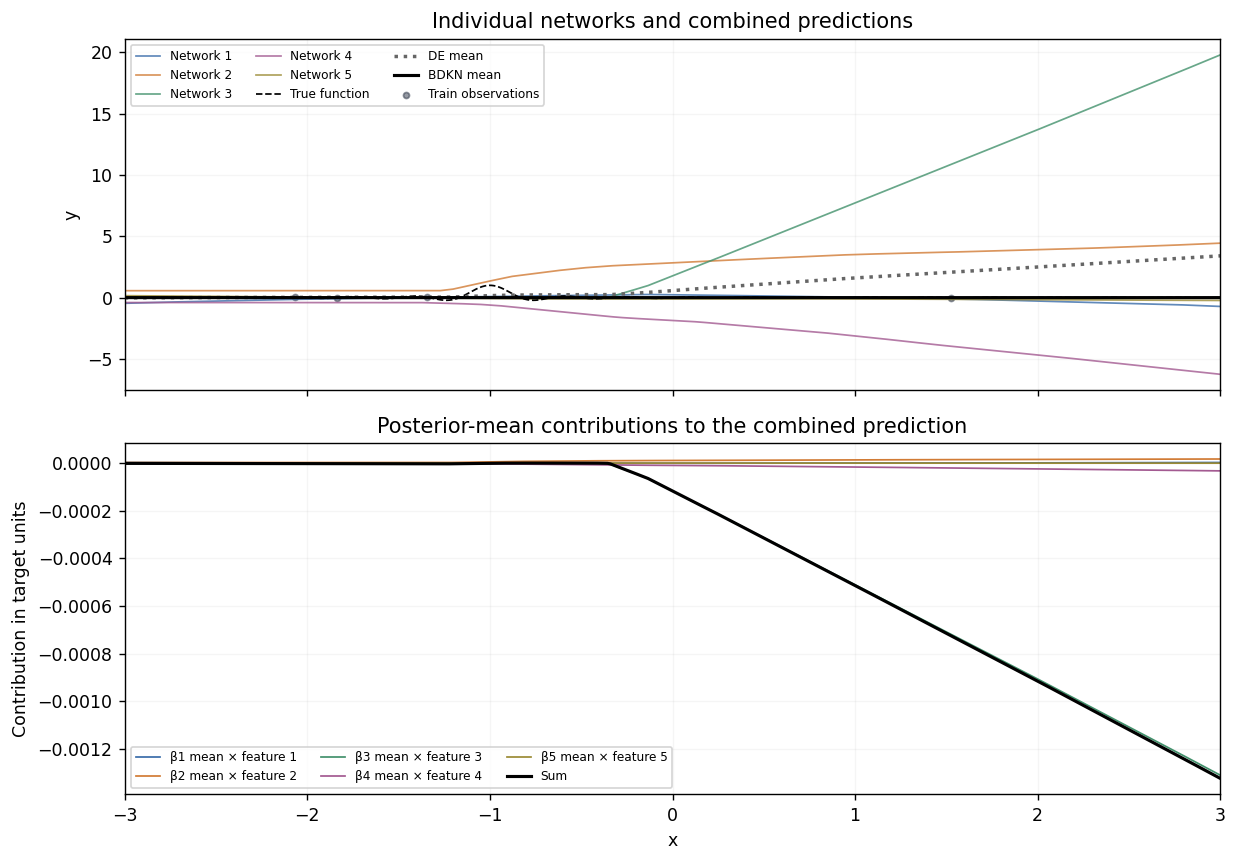 Individual networks and combined predictions
Network 1
Network 2
Network 3
Network 4
Network 5
True function
DE mean
BDKN mean
Train observations
20
15
10
5
0
−5
y
Posterior-mean contributions to the combined prediction
0.0000
−0.0002
−0.0004
−0.0006
−0.0008
−0.0010
−0.0012
Contribution in target units
β1 mean × feature 1
β2 mean × feature 2
β3 mean × feature 3
β4 mean × feature 4
β5 mean × feature 5
Sum
−3
−2
−1
0
1
2
3
x